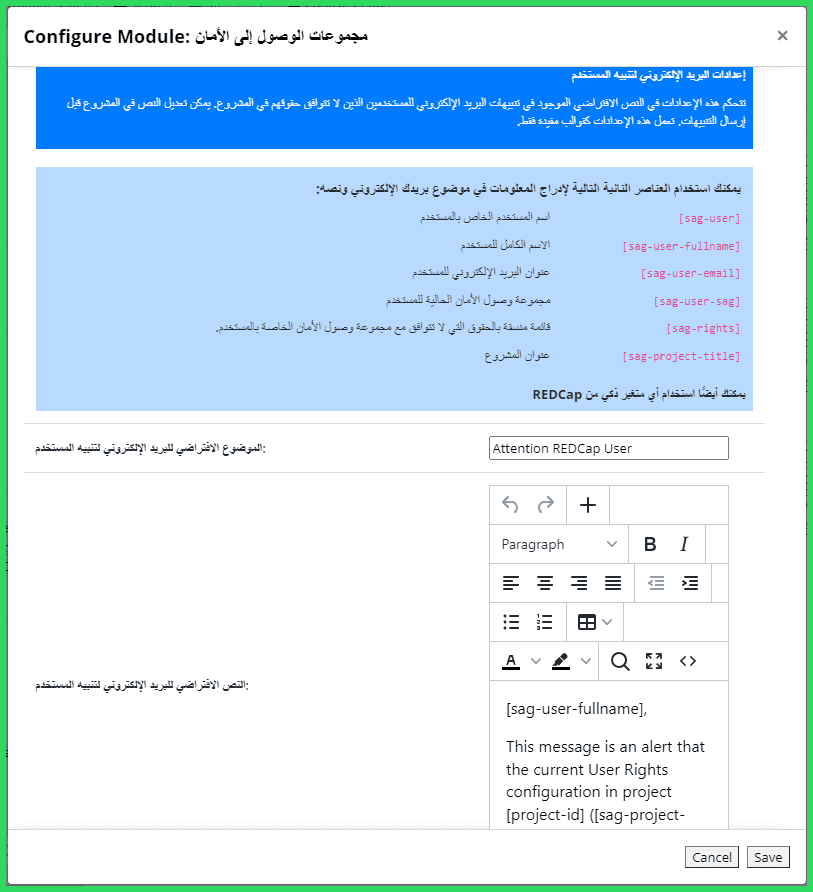 Configure Module: مجموعات الوصول إلى الأمان
×
إعدادات البريد الإلكتروني لتنبيه المستخدم
تتحكم هذه الإعدادات في النص الافتراضي الموجود في تنبيهات البريد الإلكتروني للمستخدمين الذين لا تتوافق حقوقهم في المشروع. يمكن تعديل النص في المشروع قبل
إرسال التنبيهات. تعمل هذه الإعدادات كقوالب مفيدة فقط.
يمكنك استخدام العناصر النائبة التالية لإدراج المعلومات في موضوع بريدك الإلكتروني ونصه:
[sag-user] اسم المستخدم الخاص بالمستخدم
[sag-user-fullname] الاسم الكامل للمستخدم
[sag-user-email] عنوان البريد الإلكتروني للمستخدم
[sag-user-sag] مجموعة وصول الأمان الحالية للمستخدم
[sag-rights] قائمة منسقة بالحقوق التي لا تتوافق مع مجموعة وصول الأمان الخاصة بالمستخدم.
[sag-project-title] عنوان المشروع
يمكنك أيضًا استخدام أي متغير ذكي من REDCap
الموضوع الافتراضي للبريد الإلكتروني لتنبيه المستخدم:
Attention REDCap User
Paragraph B I
A
النص الافتراضي للبريد الإلكتروني لتنبيه المستخدم:
[sag-user-fullname],
This message is an alert that
the current User Rights
configuration in project
[project-id] ([sag-project-
Cancel Save